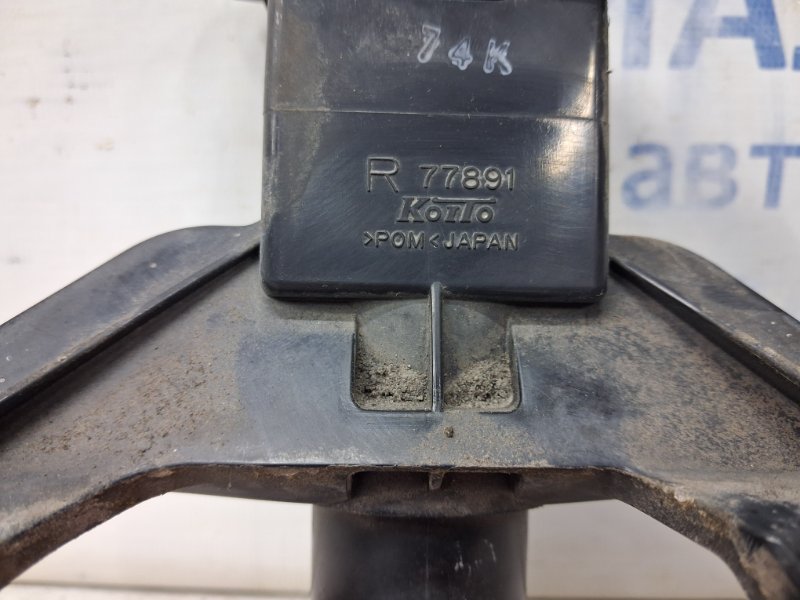 74K
R 77891
KOITO
>POM< JAPAN
авт